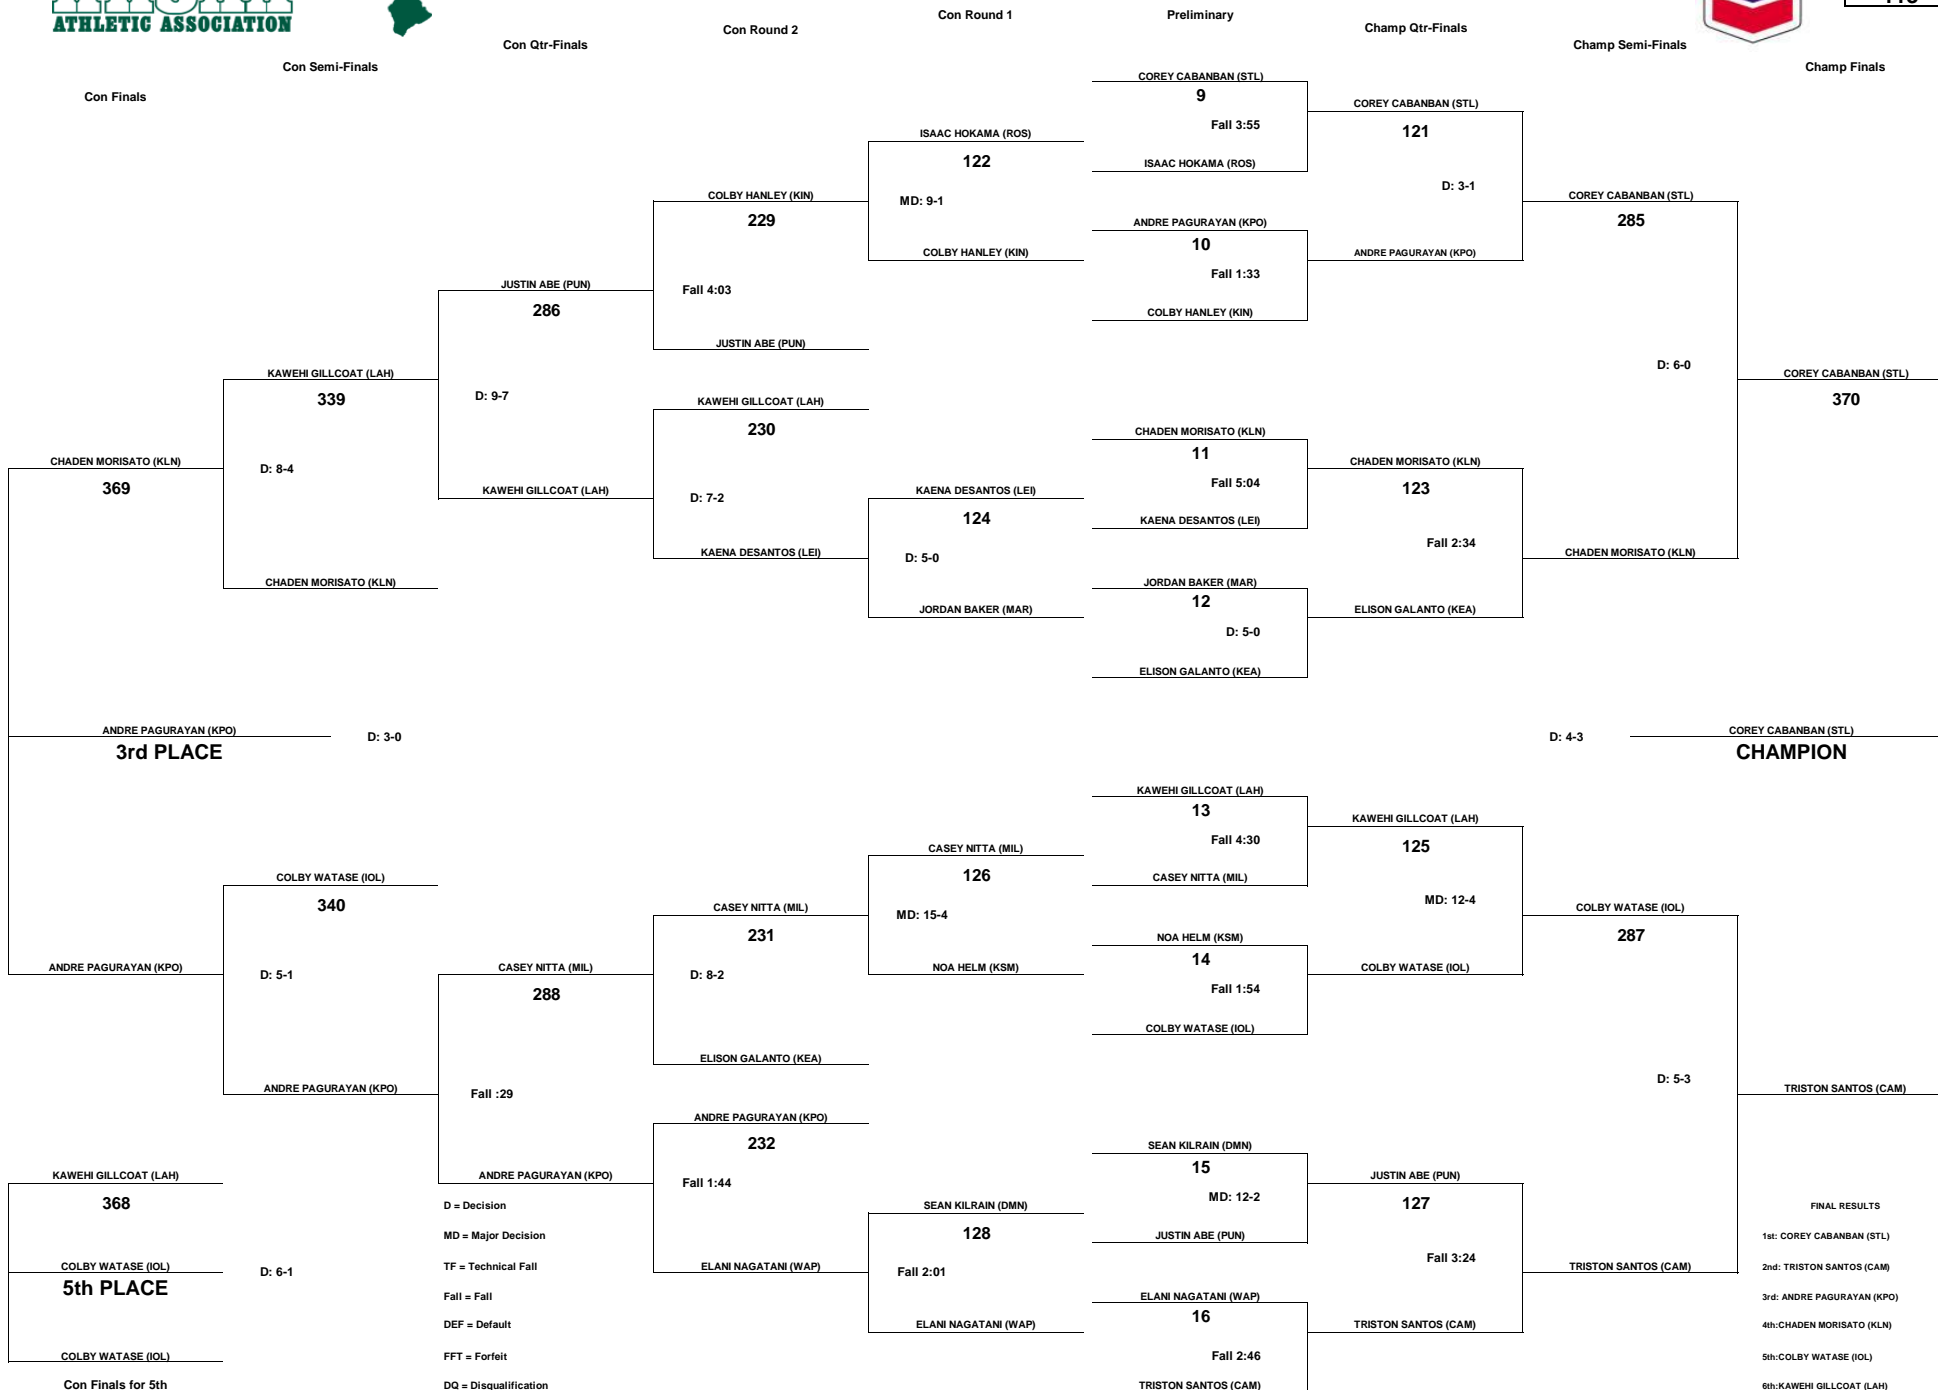 ATHLETIC ASSOCIATION
Con Finals
Con Semi-Finals
Con Qtr-Finals
Con Round 2
Con Round 1
Preliminary
Champ Qtr-Finals
Champ Semi-Finals
Champ Finals
COREY CABANBAN (STL)
9
Fall 3:55
ISAAC HOKAMA (ROS)
ANDRE PAGURAYAN (KPO)
10
Fall 1:33
COLBY HANLEY (KIN)
CHADEN MORISATO (KLN)
11
Fall 5:04
KAENA DESANTOS (LEI)
JORDAN BAKER (MAR)
12
D: 5-0
ELISON GALANTO (KEA)
KAWEHI GILLCOAT (LAH)
13
Fall 4:30
CASEY NITTA (MIL)
NOA HELM (KSM)
14
Fall 1:54
COLBY WATASE (IOL)
SEAN KILRAIN (DMN)
15
MD: 12-2
JUSTIN ABE (PUN)
ELANI NAGATANI (WAP)
16
Fall 2:46
TRISTON SANTOS (CAM)
COREY CABANBAN (STL)
121
D: 3-1
ANDRE PAGURAYAN (KPO)
CHADEN MORISATO (KLN)
123
Fall 2:34
ELISON GALANTO (KEA)
KAWEHI GILLCOAT (LAH)
125
MD: 12-4
COLBY WATASE (IOL)
JUSTIN ABE (PUN)
127
Fall 3:24
TRISTON SANTOS (CAM)
COREY CABANBAN (STL)
285
D: 6-0
CHADEN MORISATO (KLN)
COLBY WATASE (IOL)
287
D: 5-3
TRISTON SANTOS (CAM)
COREY CABANBAN (STL)
370
D: 4-3
COREY CABANBAN (STL)
CHAMPION
TRISTON SANTOS (CAM)
ISAAC HOKAMA (ROS)
122
MD: 9-1
COLBY HANLEY (KIN)
KAENA DESANTOS (LEI)
124
D: 5-0
JORDAN BAKER (MAR)
CASEY NITTA (MIL)
126
MD: 15-4
NOA HELM (KSM)
SEAN KILRAIN (DMN)
128
Fall 2:01
ELANI NAGATANI (WAP)
COLBY HANLEY (KIN)
229
Fall 4:03
JUSTIN ABE (PUN)
KAWEHI GILLCOAT (LAH)
230
D: 7-2
KAENA DESANTOS (LEI)
CASEY NITTA (MIL)
231
D: 8-2
ELISON GALANTO (KEA)
ANDRE PAGURAYAN (KPO)
232
Fall 1:44
ELANI NAGATANI (WAP)
JUSTIN ABE (PUN)
286
D: 9-7
KAWEHI GILLCOAT (LAH)
CASEY NITTA (MIL)
288
Fall :29
ANDRE PAGURAYAN (KPO)
KAWEHI GILLCOAT (LAH)
339
D: 8-4
CHADEN MORISATO (KLN)
COLBY WATASE (IOL)
340
D: 5-1
ANDRE PAGURAYAN (KPO)
CHADEN MORISATO (KLN)
369
ANDRE PAGURAYAN (KPO)
3rd PLACE
D: 3-0
ANDRE PAGURAYAN (KPO)
KAWEHI GILLCOAT (LAH)
368
COLBY WATASE (IOL)
5th PLACE
D: 6-1
COLBY WATASE (IOL)
Con Finals for 5th
D = Decision
MD = Major Decision
TF = Technical Fall
Fall = Fall
DEF = Default
FFT = Forfeit
DQ = Disqualification
FINAL RESULTS
1st: COREY CABANBAN (STL)
2nd: TRISTON SANTOS (CAM)
3rd: ANDRE PAGURAYAN (KPO)
4th:CHADEN MORISATO (KLN)
5th:COLBY WATASE (IOL)
6th:KAWEHI GILLCOAT (LAH)